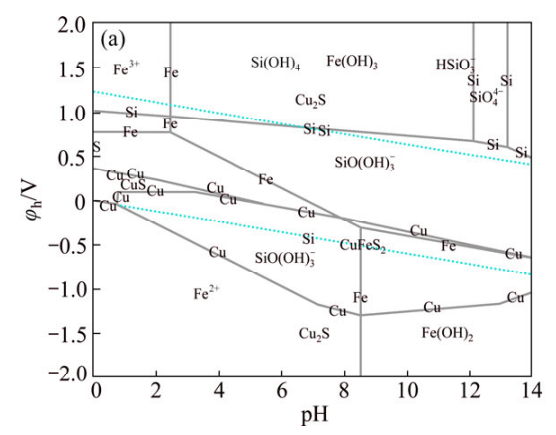 (a)
2.0
1.5
1.0
0.5
0
−0.5
−1.0
−1.5
−2.0
φh/V
Fe³⁺
Fe
Si(OH)₄
Fe(OH)₃
HSiO₃⁻
Si
Si
SiO₄⁴⁻
Cu₂S
Si
Fe
Fe
Si
Si
Si
Si
S
SiO(OH)₃⁻
Cu
Cu
CuS
Cu
Cu
Cu
Cu
Cu
Fe
Cu
Cu
Si
CuFeS₂
Fe
Cu
Cu
SiO(OH)₃⁻
Fe²⁺
Fe
Cu
Cu
Cu
Cu₂S
Fe(OH)₂
0
2
4
6
8
10
12
14
pH